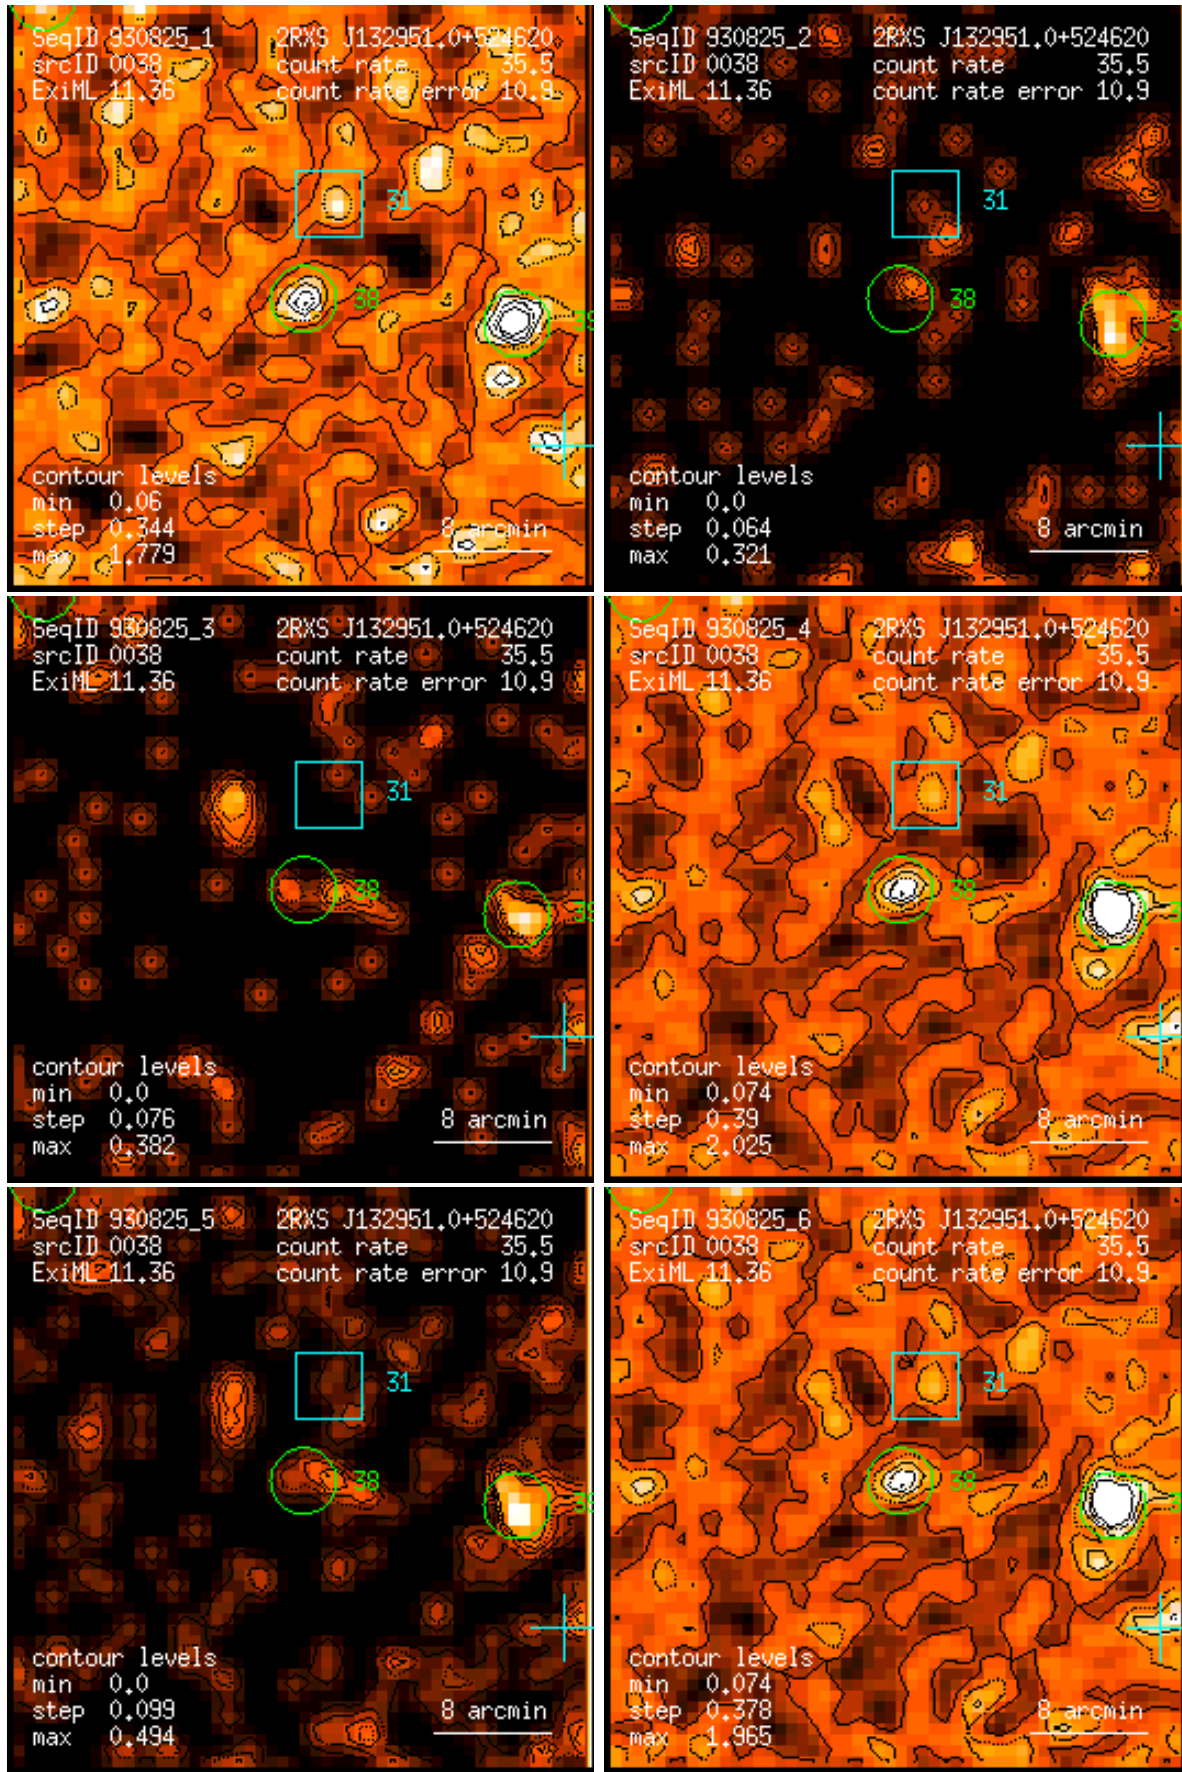 SeqID 930825_1 2RXS J132951.0+524620
srcID 0038 count rate 35.5
ExiML 11.36 count rate error 10.9
31
38
39
contour levels
min 0.06
step 0.344
max 1.779
8 arcmin
SeqID 930825_2 2RXS J132951.0+524620
srcID 0038 count rate 35.5
ExiML 11.36 count rate error 10.9
31
38
contour levels
min 0.0
step 0.064
max 0.321
8 arcmin
SeqID 930825_3 2RXS J132951.0+524620
srcID 0038 count rate 35.5
ExiML 11.36 count rate error 10.9
31
38
39
contour levels
min 0.0
step 0.076
max 0.382
8 arcmin
SeqID 930825_4 2RXS J132951.0+524620
srcID 0038 count rate 35.5
ExiML 11.36 count rate error 10.9
31
38
contour levels
min 0.074
step 0.39
max 2.025
8 arcmin
SeqID 930825_5 2RXS J132951.0+524620
srcID 0038 count rate 35.5
ExiML 11.36 count rate error 10.9
31
38
39
contour levels
min 0.0
step 0.099
max 0.494
8 arcmin
SeqID 930825_6 2RXS J132951.0+524620
srcID 0038 count rate 35.5
ExiML 11.36 count rate error 10.9
31
38
contour levels
min 0.074
step 0.378
max 1.965
8 arcmin